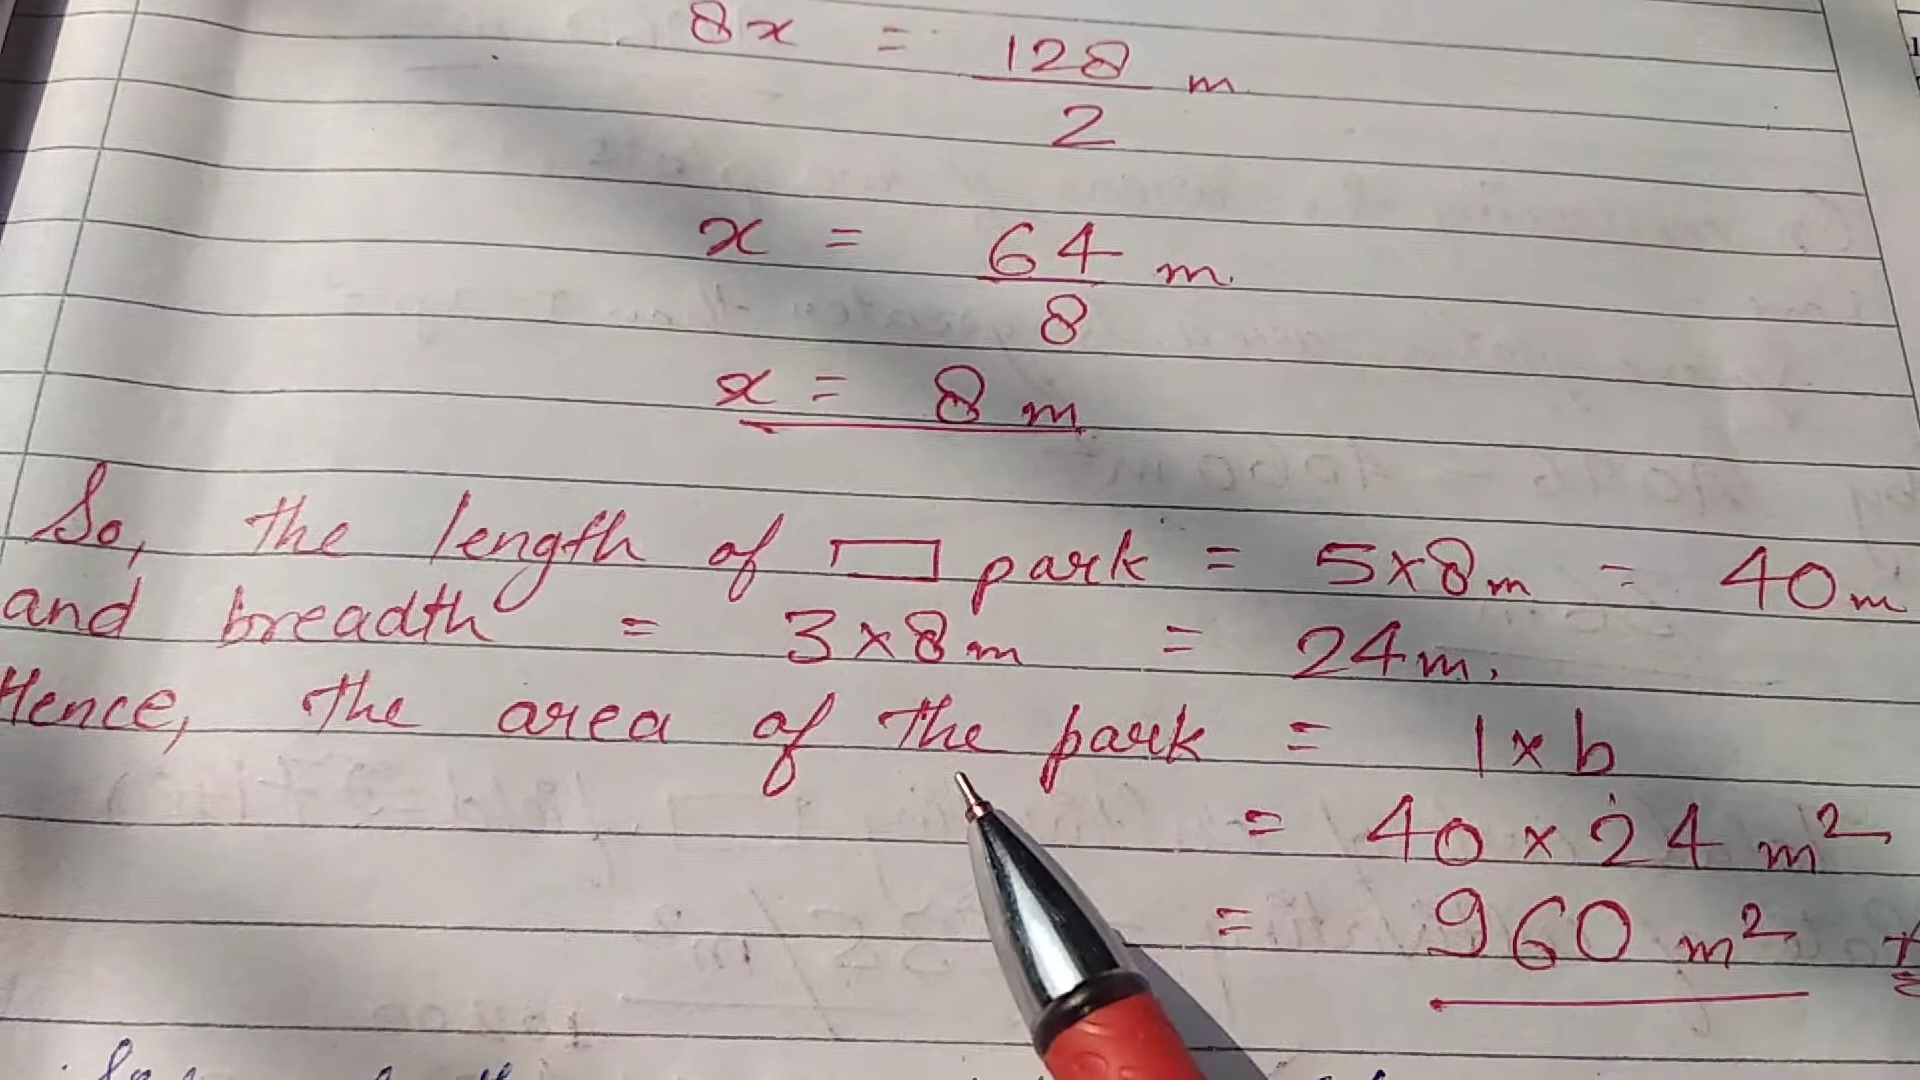 8x = 128/2 m
x = 64/8 m.
x = 8 m
So, the length of ▭ park = 5×8m = 40m
and breadth = 3×8m = 24m.
Hence, the area of the park = l×b
= 40×24 m²
= 960 m²